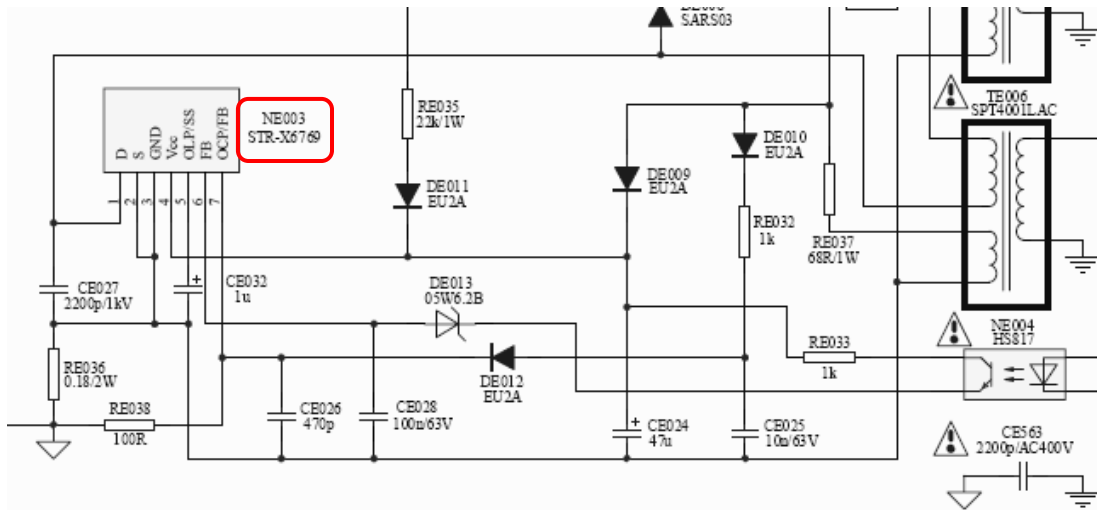 SARS03
TE006
SPT4001LAC
NE003
STR-X6769
D
S
GND
Vcc
OLP/SS
FB
OCP/FB
1
2
3
4
5
6
7
RE035
22k/1W
DE010
EU2A
DE009
EU2A
DE011
EU2A
RE032
1k
RE037
68R/1W
CE027
2200p/1kV
+
CE032
1u
DE013
05W6.2B
NE004
HS817
RE033
1k
RE036
0.18/2W
DE012
EU2A
RE038
100R
CE026
470p
CE028
100n/63V
+
CE024
47u
CE025
10n/63V
CE563
2200p/AC400V